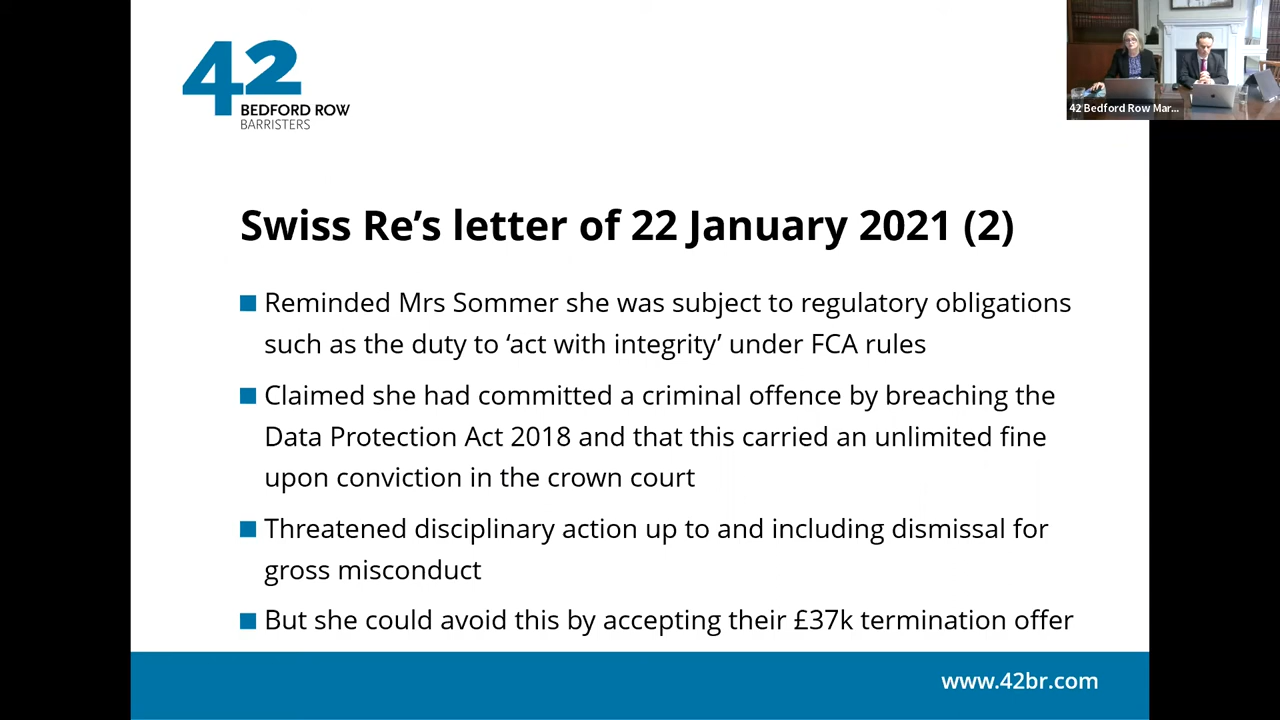 42
BEDFORD ROW
BARRISTERS
42 Bedford Row Mar...
Swiss Re’s letter of 22 January 2021 (2)
Reminded Mrs Sommer she was subject to regulatory obligations
such as the duty to ‘act with integrity’ under FCA rules
Claimed she had committed a criminal offence by breaching the
Data Protection Act 2018 and that this carried an unlimited fine
upon conviction in the crown court
Threatened disciplinary action up to and including dismissal for
gross misconduct
But she could avoid this by accepting their £37k termination offer
www.42br.com